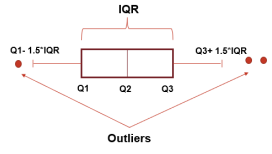 IQR
Q1- 1.5*IQR
Q3+ 1.5*IQR
Q1 Q2 Q3
Outliers